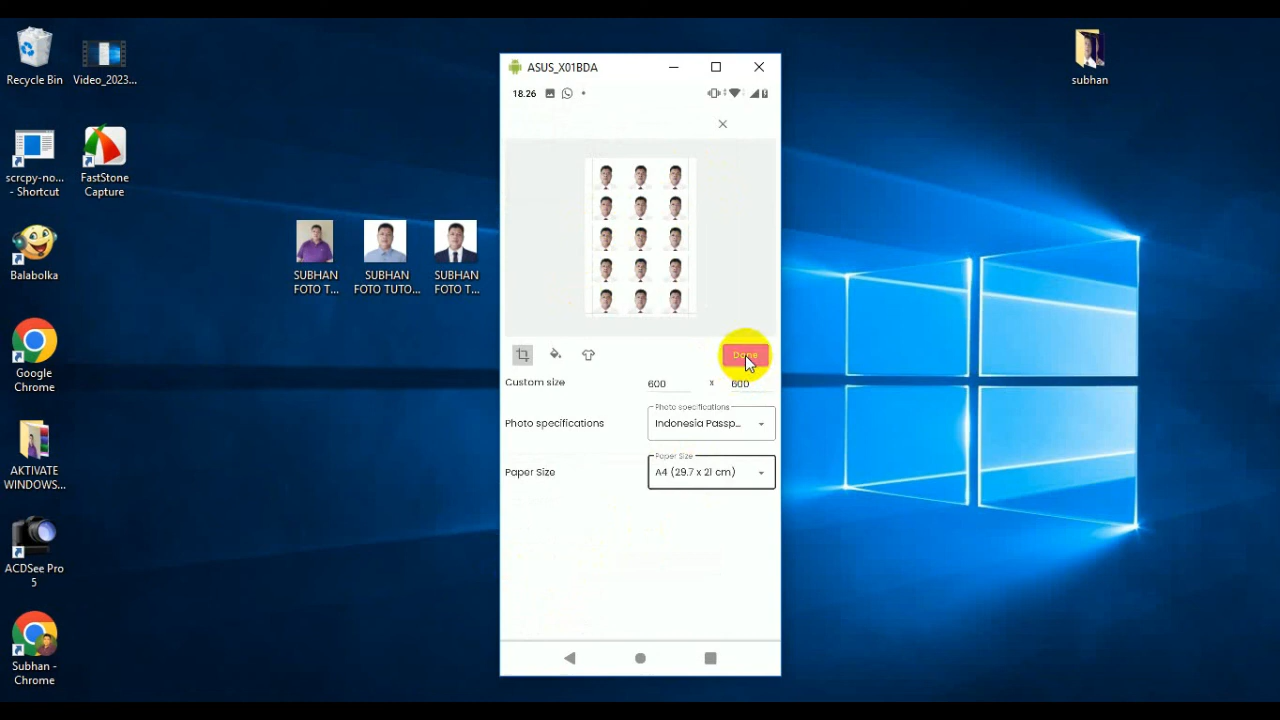 Recycle Bin
Video_2023...
scrcpy-no...
- Shortcut
FastStone
Capture
Balabolka
Google
Chrome
AKTIVATE
WINDOWS...
ACDSee Pro
5
Subhan -
Chrome
SUBHAN
FOTO T...
SUBHAN
FOTO TUTO...
SUBHAN
FOTO T...
subhan
ASUS_X01BDA
18.26
Done
Custom size
600
x
600
Photo specifications
Photo specifications
Indonesia Passp...
Paper Size
Paper Size
A4 (29.7 x 21 cm)